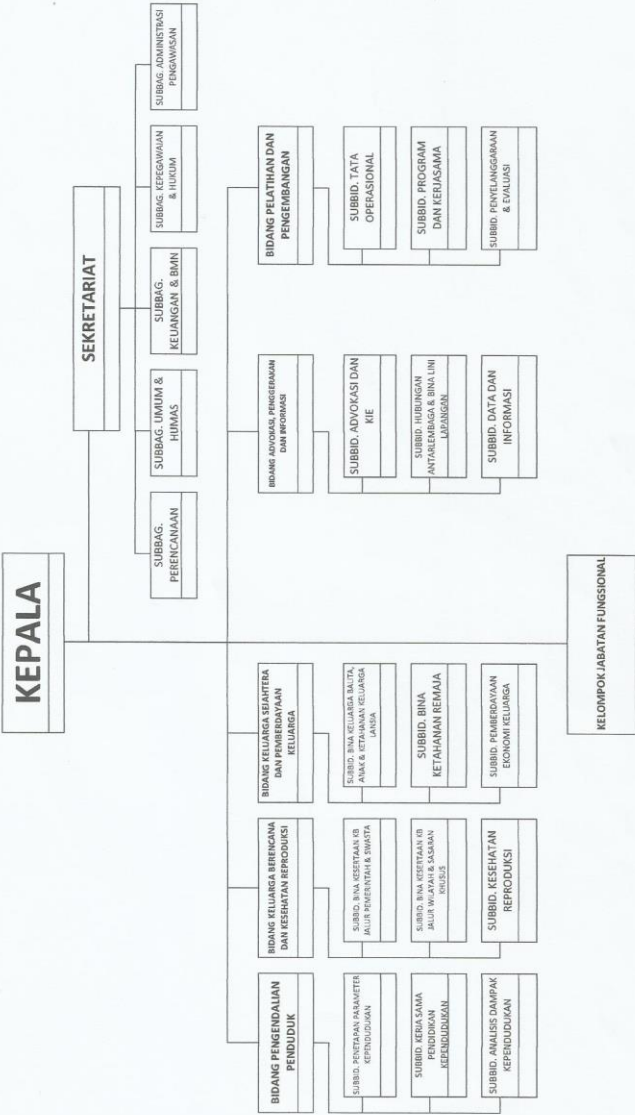 KEPALA
SEKRETARIAT
SUBBAG.
PERENCANAAN
SUBBAG. UMUM &
HUMAS
SUBBAG.
KEUANGAN & BMN
SUBBAG. KEPEGAWAIAN
& HUKUM
SUBBAG. ADMINISTRASI
PENGAWASAN
BIDANG PENGENDALIAN
PENDUDUK
SUBBID. PENETAPAN PARAMETER
KEPENDUDUKAN
SUBBID. KERJA SAMA
PENDIDIKAN
KEPENDUDUKAN
SUBBID. ANALISIS DAMPAK
KEPENDUDUKAN
BIDANG KELUARGA BERENCANA
DAN KESEHATAN REPRODUKSI
SUBBID. BINA KESERTAAN KB
JALUR PEMERINTAH & SWASTA
SUBBID. BINA KESERTAAN KB
JALUR WILAYAH & SASARAN
KHUSUS
SUBBID. KESEHATAN
REPRODUKSI
BIDANG KELUARGA SEJAHTERA
DAN PEMBERDAYAAN
KELUARGA
SUBBID. BINA KELUARGA BALITA,
ANAK & KETAHANAN KELUARGA
LANSIA
SUBBID. BINA
KETAHANAN REMAJA
SUBBID. PEMBERDAYAAN
EKONOMI KELUARGA
BIDANG ADVOKASI, PENGGERAKAN
DAN INFORMASI
SUBBID. ADVOKASI DAN
KIE
SUBBID. HUBUNGAN
ANTARLEMBAGA & BINA LINI
LAPANGAN
SUBBID. DATA DAN
INFORMASI
BIDANG PELATIHAN DAN
PENGEMBANGAN
SUBBID. TATA
OPERASIONAL
SUBBID. PROGRAM
DAN KERJASAMA
SUBBID. PENYELANGGARAAN
& EVALUASI
KELOMPOK JABATAN FUNGSIONAL